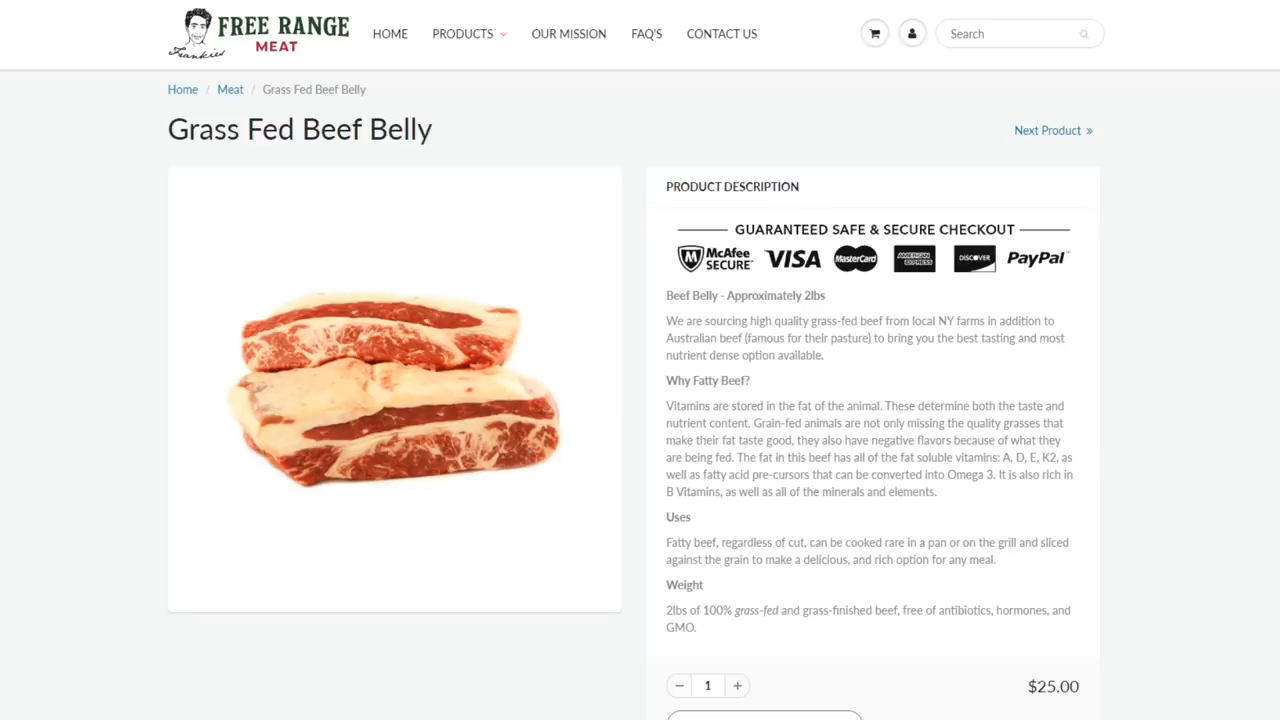 FREE RANGE
MEAT
Frankies
HOME
PRODUCTS
OUR MISSION
FAQ'S
CONTACT US
Search
Home / Meat / Grass Fed Beef Belly
Grass Fed Beef Belly
Next Product »
PRODUCT DESCRIPTION
GUARANTEED SAFE & SECURE CHECKOUT
McAfee SECURE™ VISA MasterCard AMERICAN EXPRESS DISCOVER PayPal™
Beef Belly - Approximately 2lbs
We are sourcing high quality grass-fed beef from local NY farms in addition to
Australian beef (famous for their pasture) to bring you the best tasting and most
nutrient dense option available.
Why Fatty Beef?
Vitamins are stored in the fat of the animal. These determine both the taste and
nutrient content. Grain-fed animals are not only missing the quality grasses that
make their fat taste good, they also have negative flavors because of what they
are being fed. The fat in this beef has all of the fat soluble vitamins: A, D, E, K2, as
well as fatty acid pre-cursors that can be converted into Omega 3. It is also rich in
B Vitamins, as well as all of the minerals and elements.
Uses
Fatty beef, regardless of cut, can be cooked rare in a pan or on the grill and sliced
against the grain to make a delicious, and rich option for any meal.
Weight
2lbs of 100% grass-fed and grass-finished beef, free of antibiotics, hormones, and
GMO.
− 1 +
$25.00